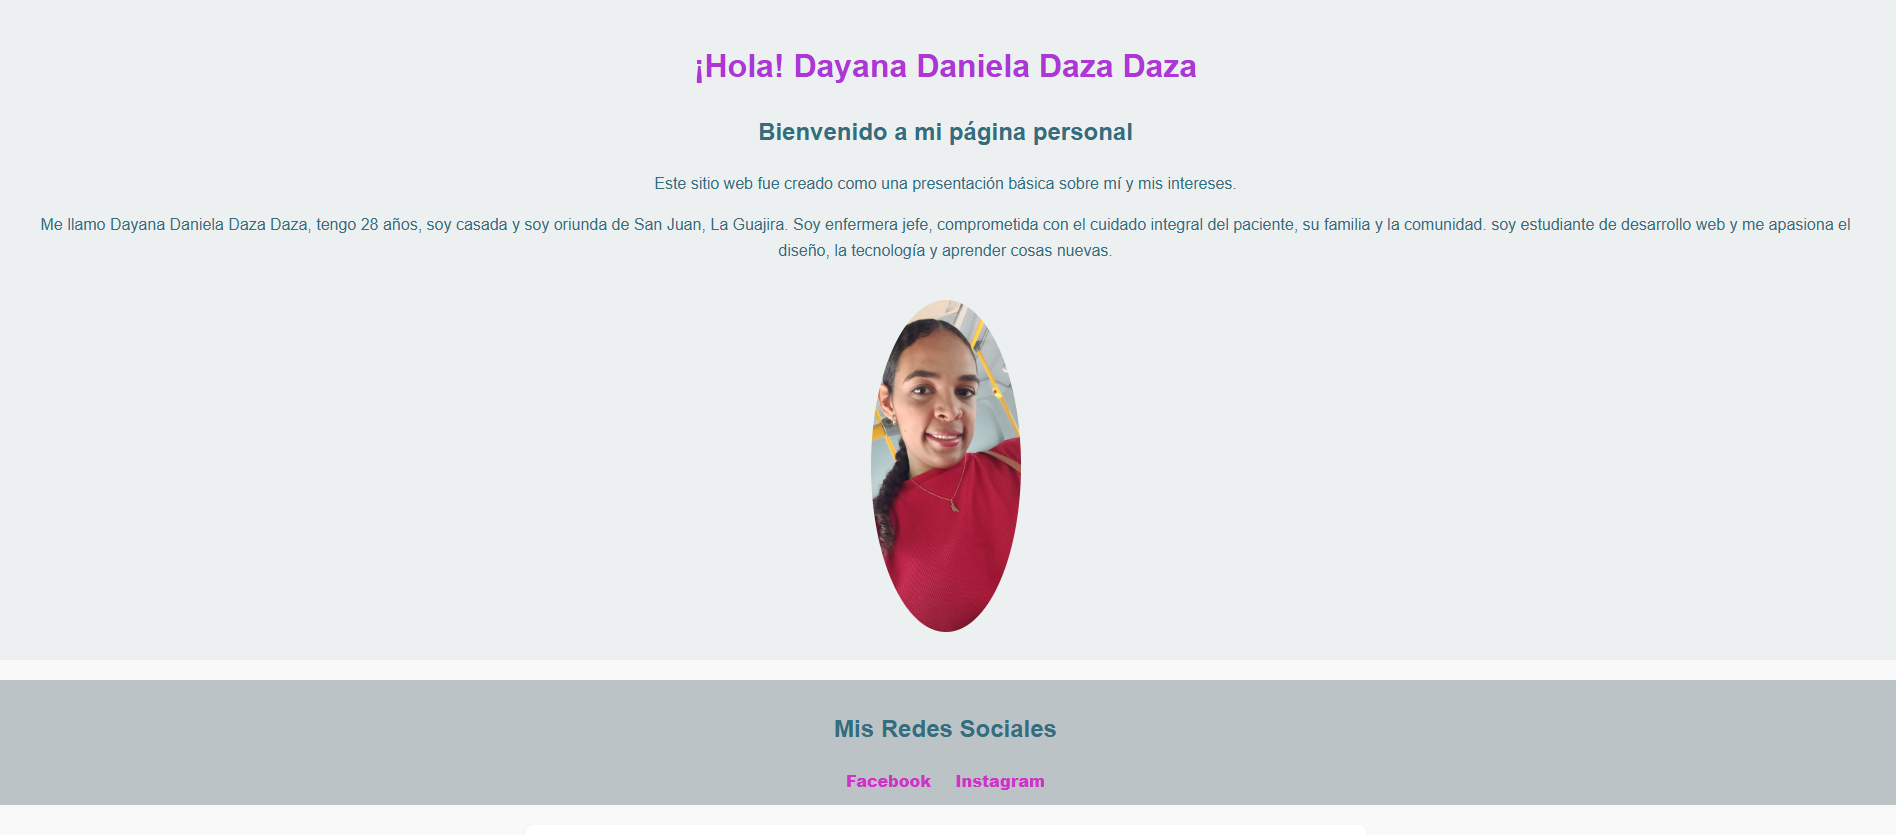 ¡Hola! Dayana Daniela Daza Daza
Bienvenido a mi página personal
Este sitio web fue creado como una presentación básica sobre mí y mis intereses.
Me llamo Dayana Daniela Daza Daza, tengo 28 años, soy casada y soy oriunda de San Juan, La Guajira. Soy enfermera jefe, comprometida con el cuidado integral del paciente, su familia y la comunidad. soy estudiante de desarrollo web y me apasiona el
diseño, la tecnología y aprender cosas nuevas.
Mis Redes Sociales
Facebook Instagram